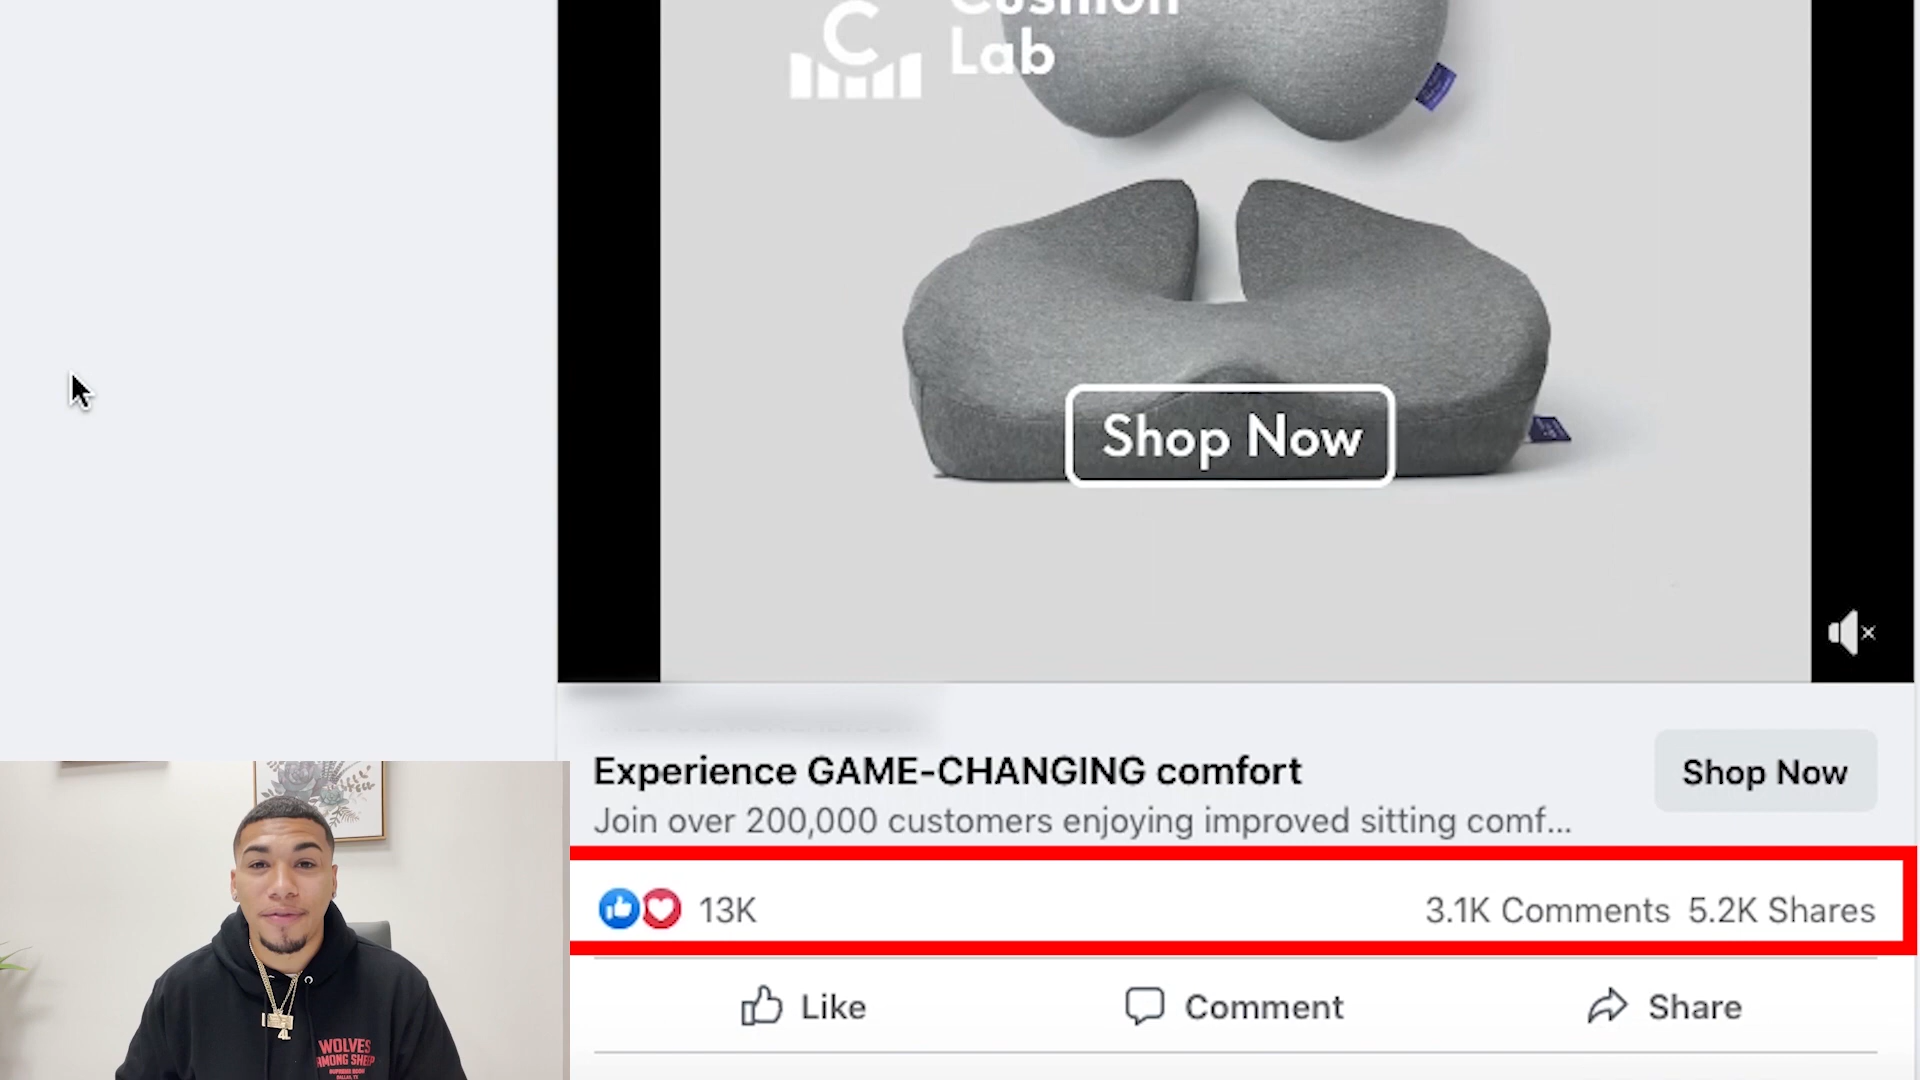 Cushion
Lab
Shop Now
Experience GAME-CHANGING comfort
Shop Now
Join over 200,000 customers enjoying improved sitting comf...
13K
3.1K Comments 5.2K Shares
Like
Comment
Share
WOLVES
AMONG SHEEP